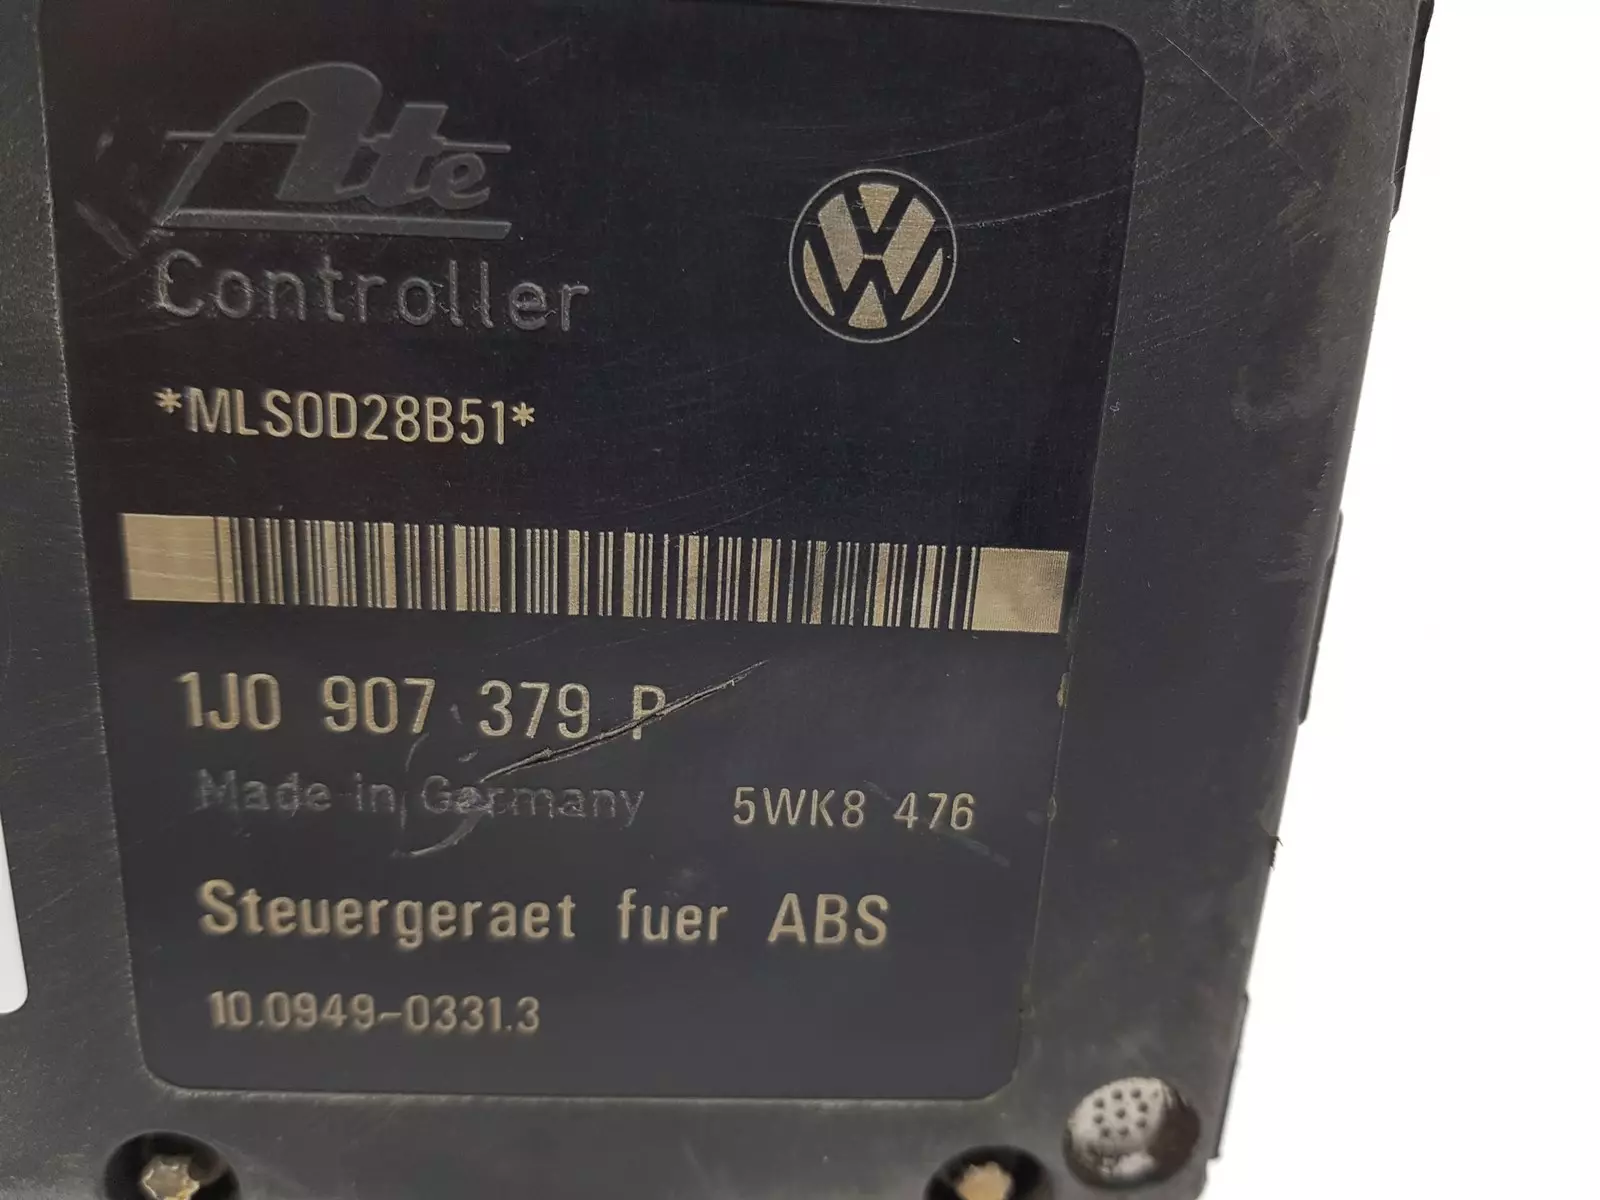 Ate
Controller
*MLS0D28B51*
1J0 907 379 P
Made in Germany
5WK8 476
Steuergeraet fuer ABS
10.0949-0331.3